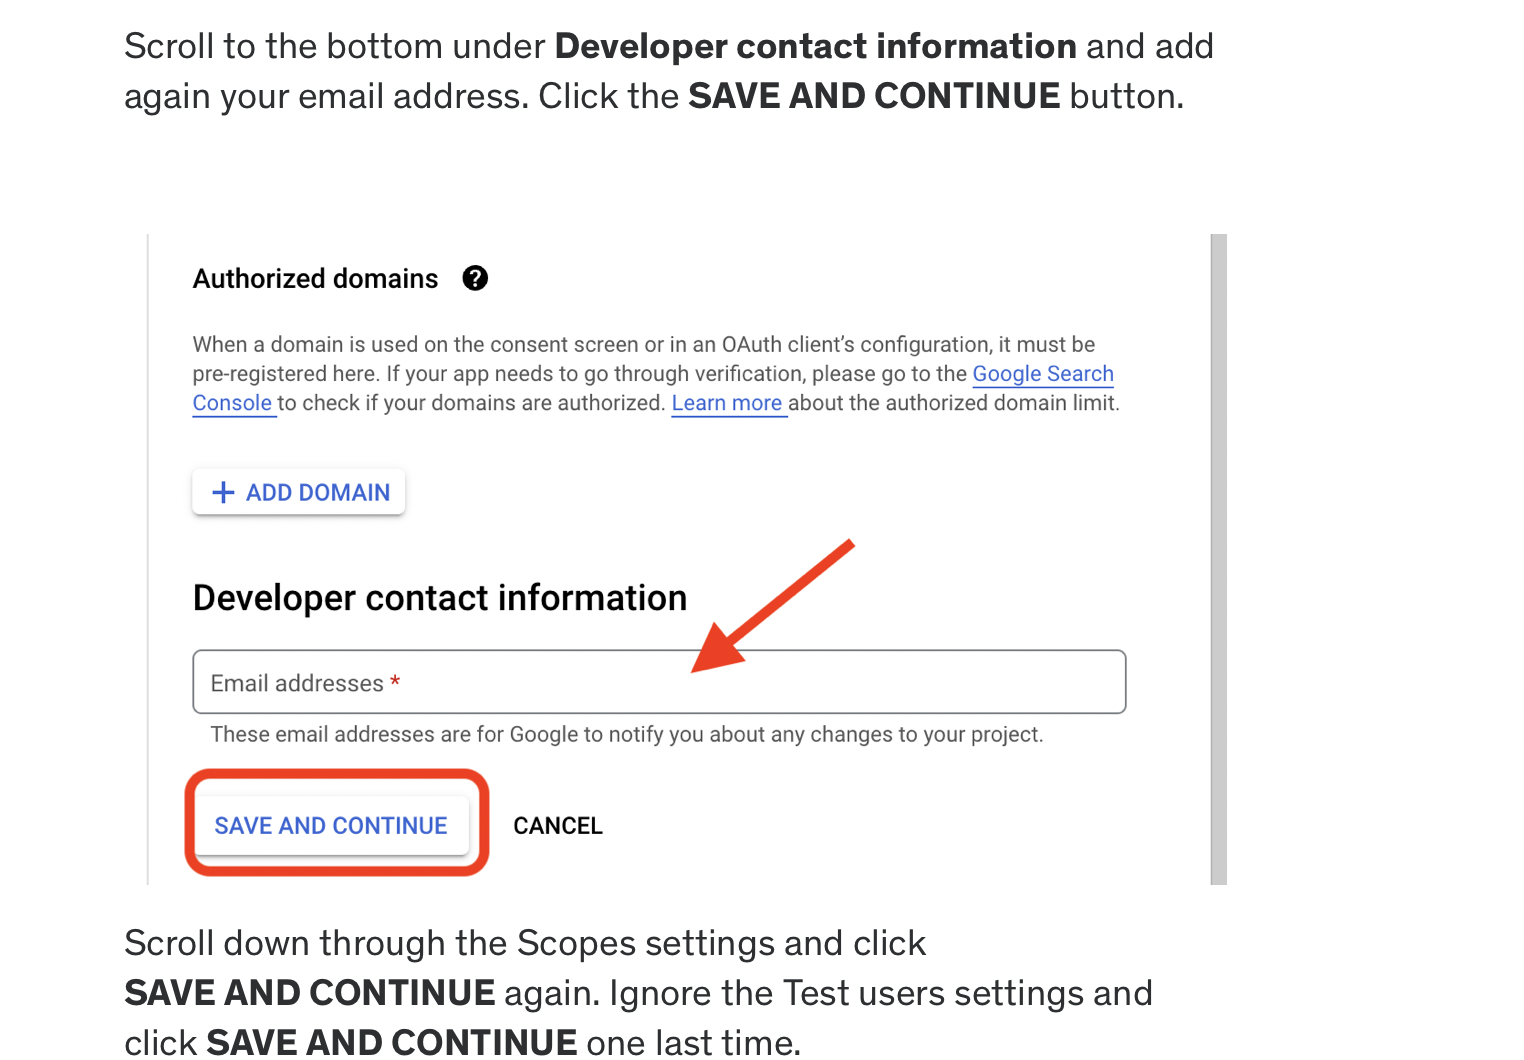 Scroll to the bottom under Developer contact information and add
again your email address. Click the SAVE AND CONTINUE button.
Authorized domains ?
When a domain is used on the consent screen or in an OAuth client’s configuration, it must be
pre-registered here. If your app needs to go through verification, please go to the Google Search
Console to check if your domains are authorized. Learn more about the authorized domain limit.
+ ADD DOMAIN
Developer contact information
Email addresses *
These email addresses are for Google to notify you about any changes to your project.
SAVE AND CONTINUE CANCEL
Scroll down through the Scopes settings and click
SAVE AND CONTINUE again. Ignore the Test users settings and
click SAVE AND CONTINUE one last time.